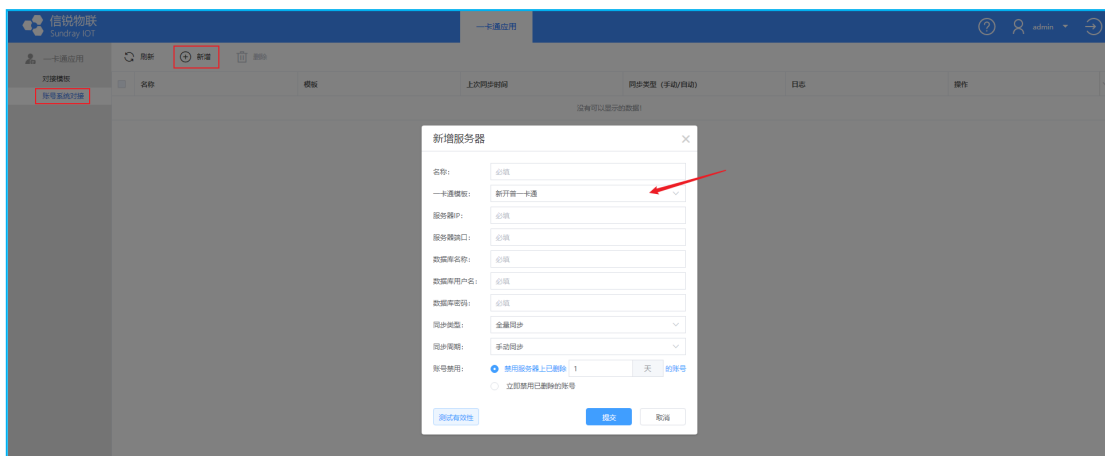 信锐物联
Sundray IOT
一卡通应用
admin
一卡通应用
刷新
新增
删除
对接模板
账号系统对接
名称
模板
上次同步时间
同步类型 (手动/自动)
日志
操作
没有可以显示的数据!
新增服务器
名称: 必填
一卡通模板: 新开普一卡通
服务器IP: 必填
服务器端口: 必填
数据库名称: 必填
数据库用户名: 必填
数据库密码: 必填
同步类型: 全量同步
同步周期: 手动同步
账号禁用: 禁用服务器上已删除 1 天 的账号
立即禁用已删除的账号
测试有效性
提交
取消